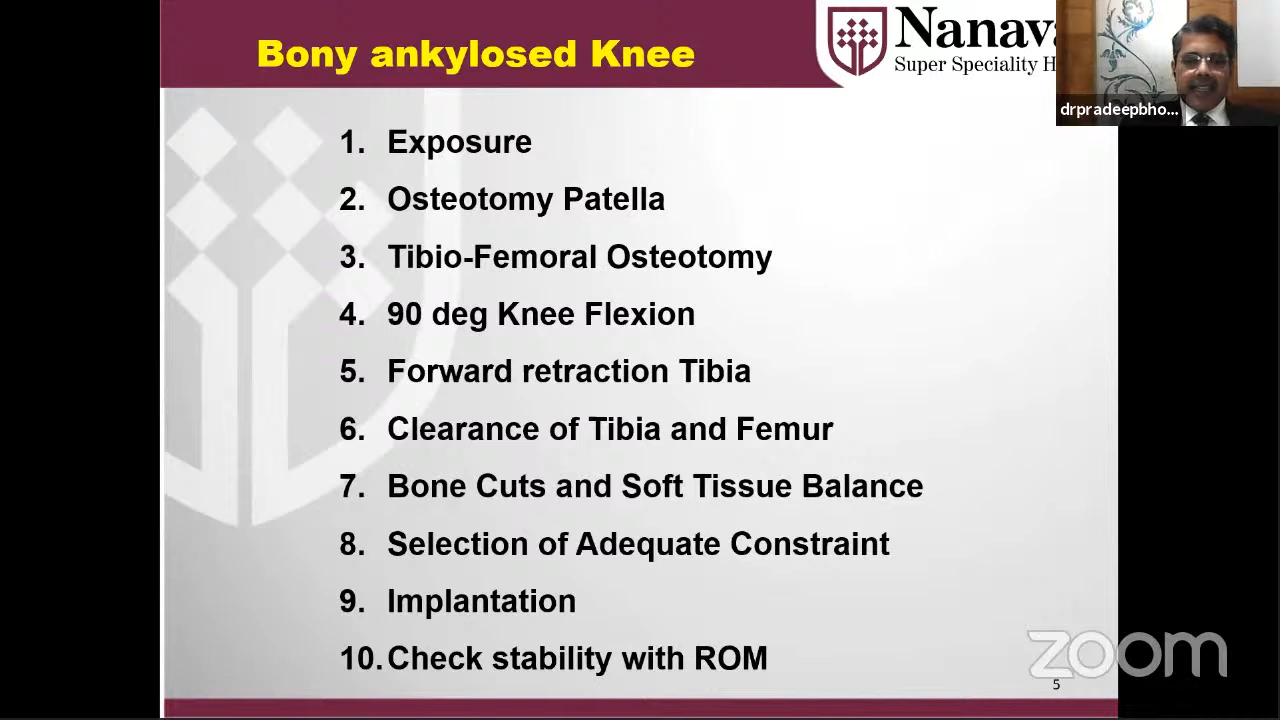 Bony ankylosed Knee
Nanava
Super Speciality H
drpradeepbho...
1. Exposure
2. Osteotomy Patella
3. Tibio-Femoral Osteotomy
4. 90 deg Knee Flexion
5. Forward retraction Tibia
6. Clearance of Tibia and Femur
7. Bone Cuts and Soft Tissue Balance
8. Selection of Adequate Constraint
9. Implantation
10. Check stability with ROM
zoom
5